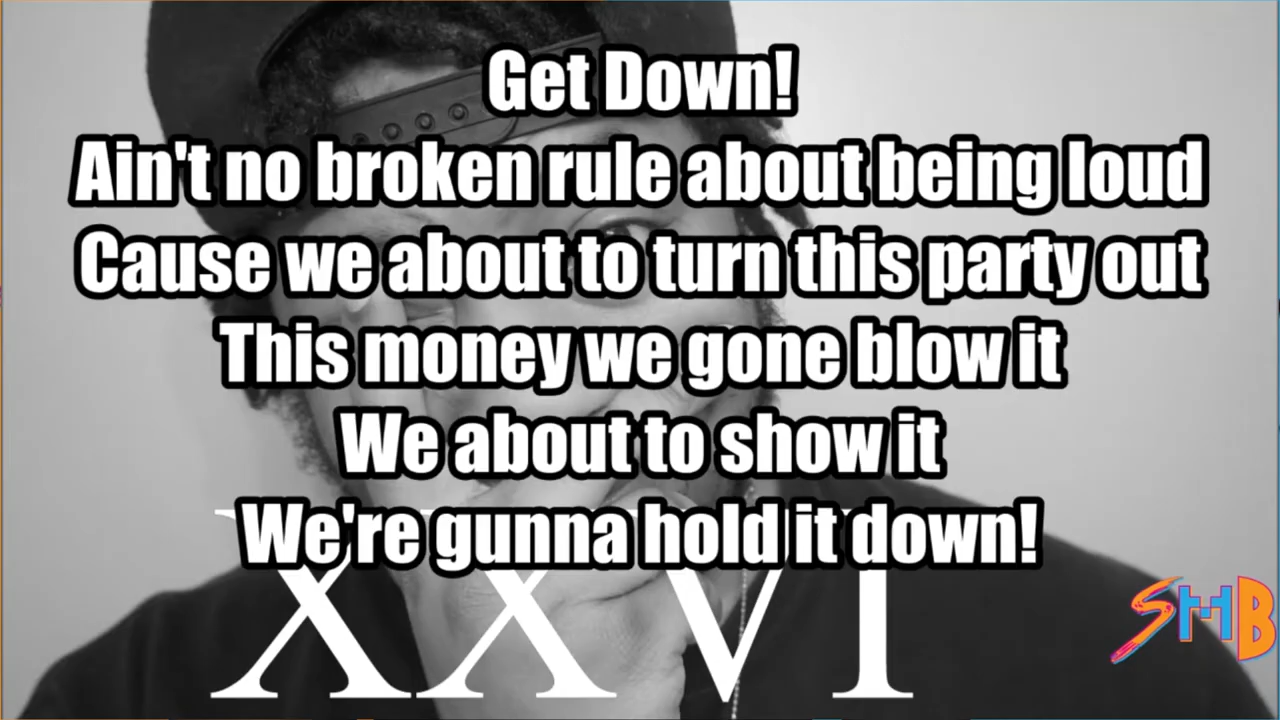 Get Down!
Ain't no broken rule about being loud
Cause we about to turn this party out
This money we gone blow it
We about to show it
We're gunna hold it down!
XXVI
SMB